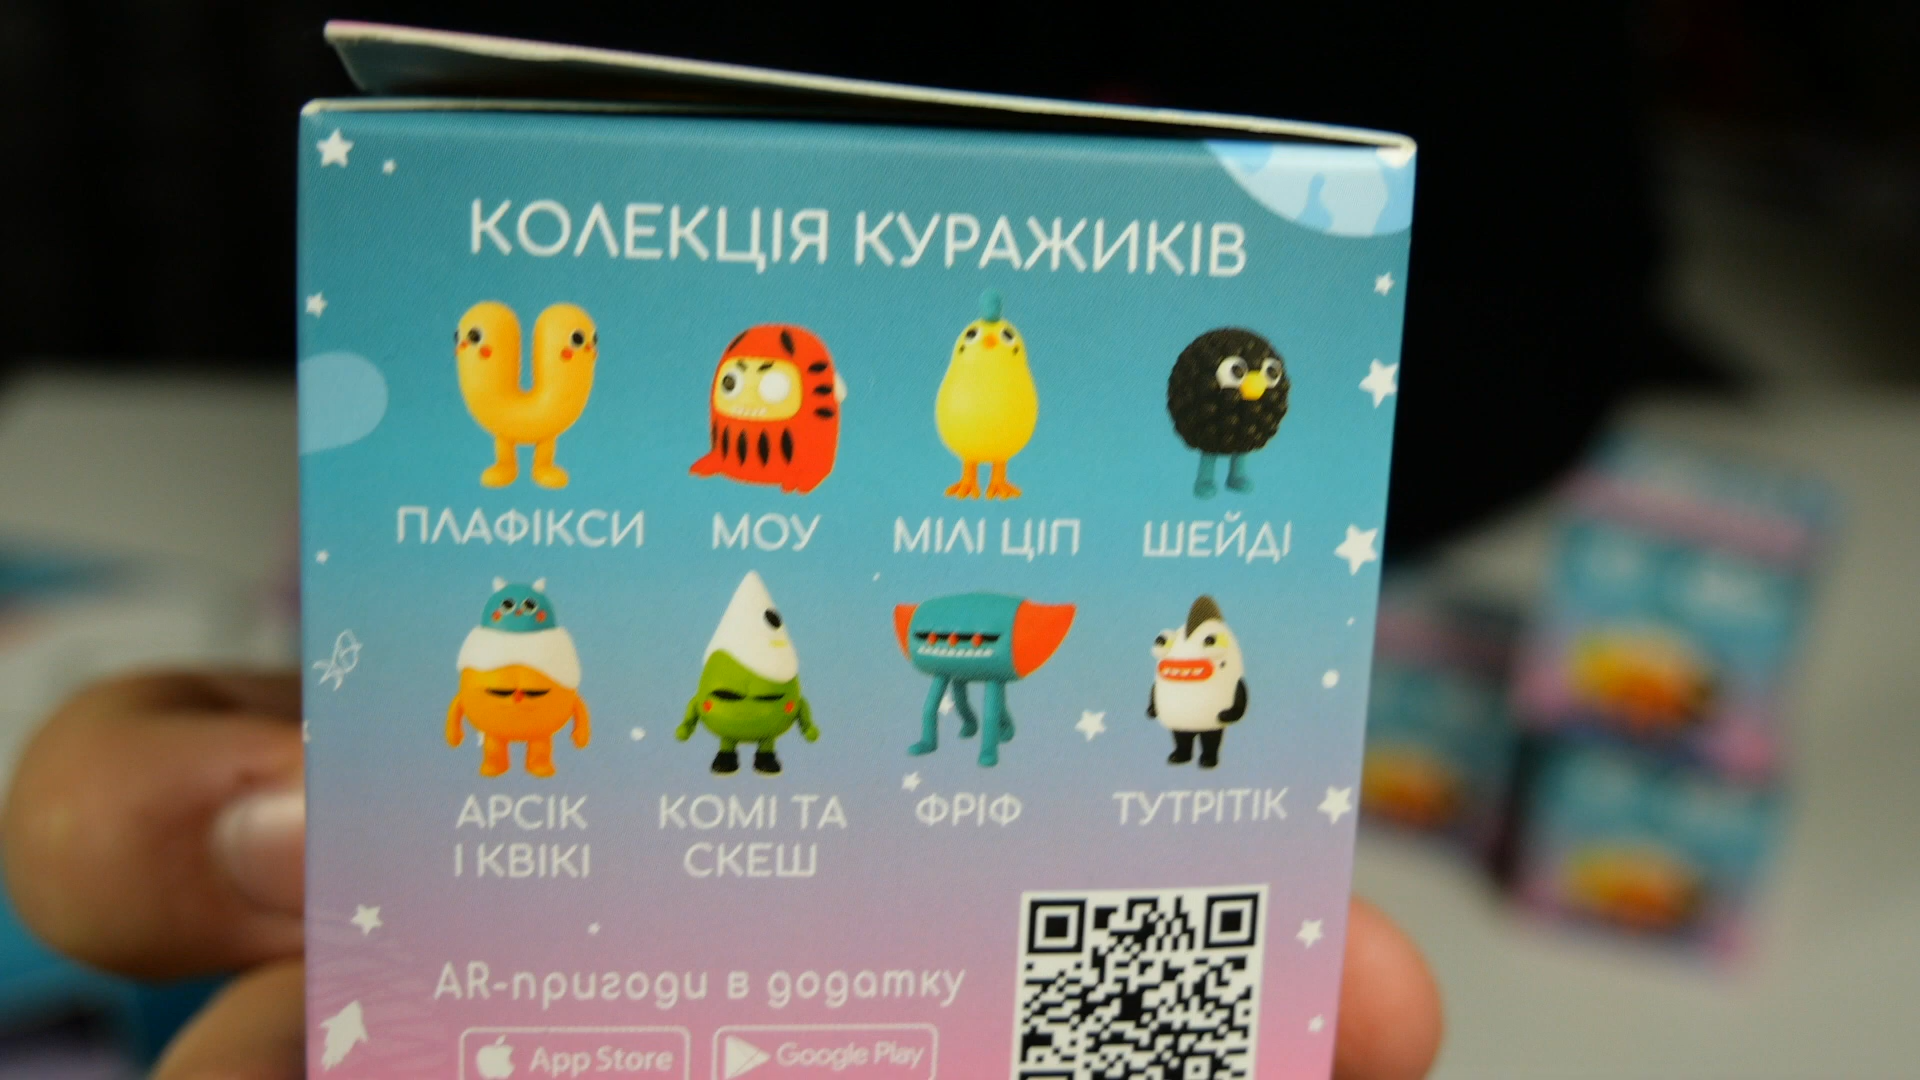 КОЛЕКЦІЯ КУРАЖИКІВ
ПЛАФІКСИ МОУ МІЛІ ЦІП ШЕЙДІ
АРСІК І КВІКІ
КОМІ ТА СКЕШ
ФРІФ
ТУТРІТІК
AR-пригоди в додатку
App Store
Google Play